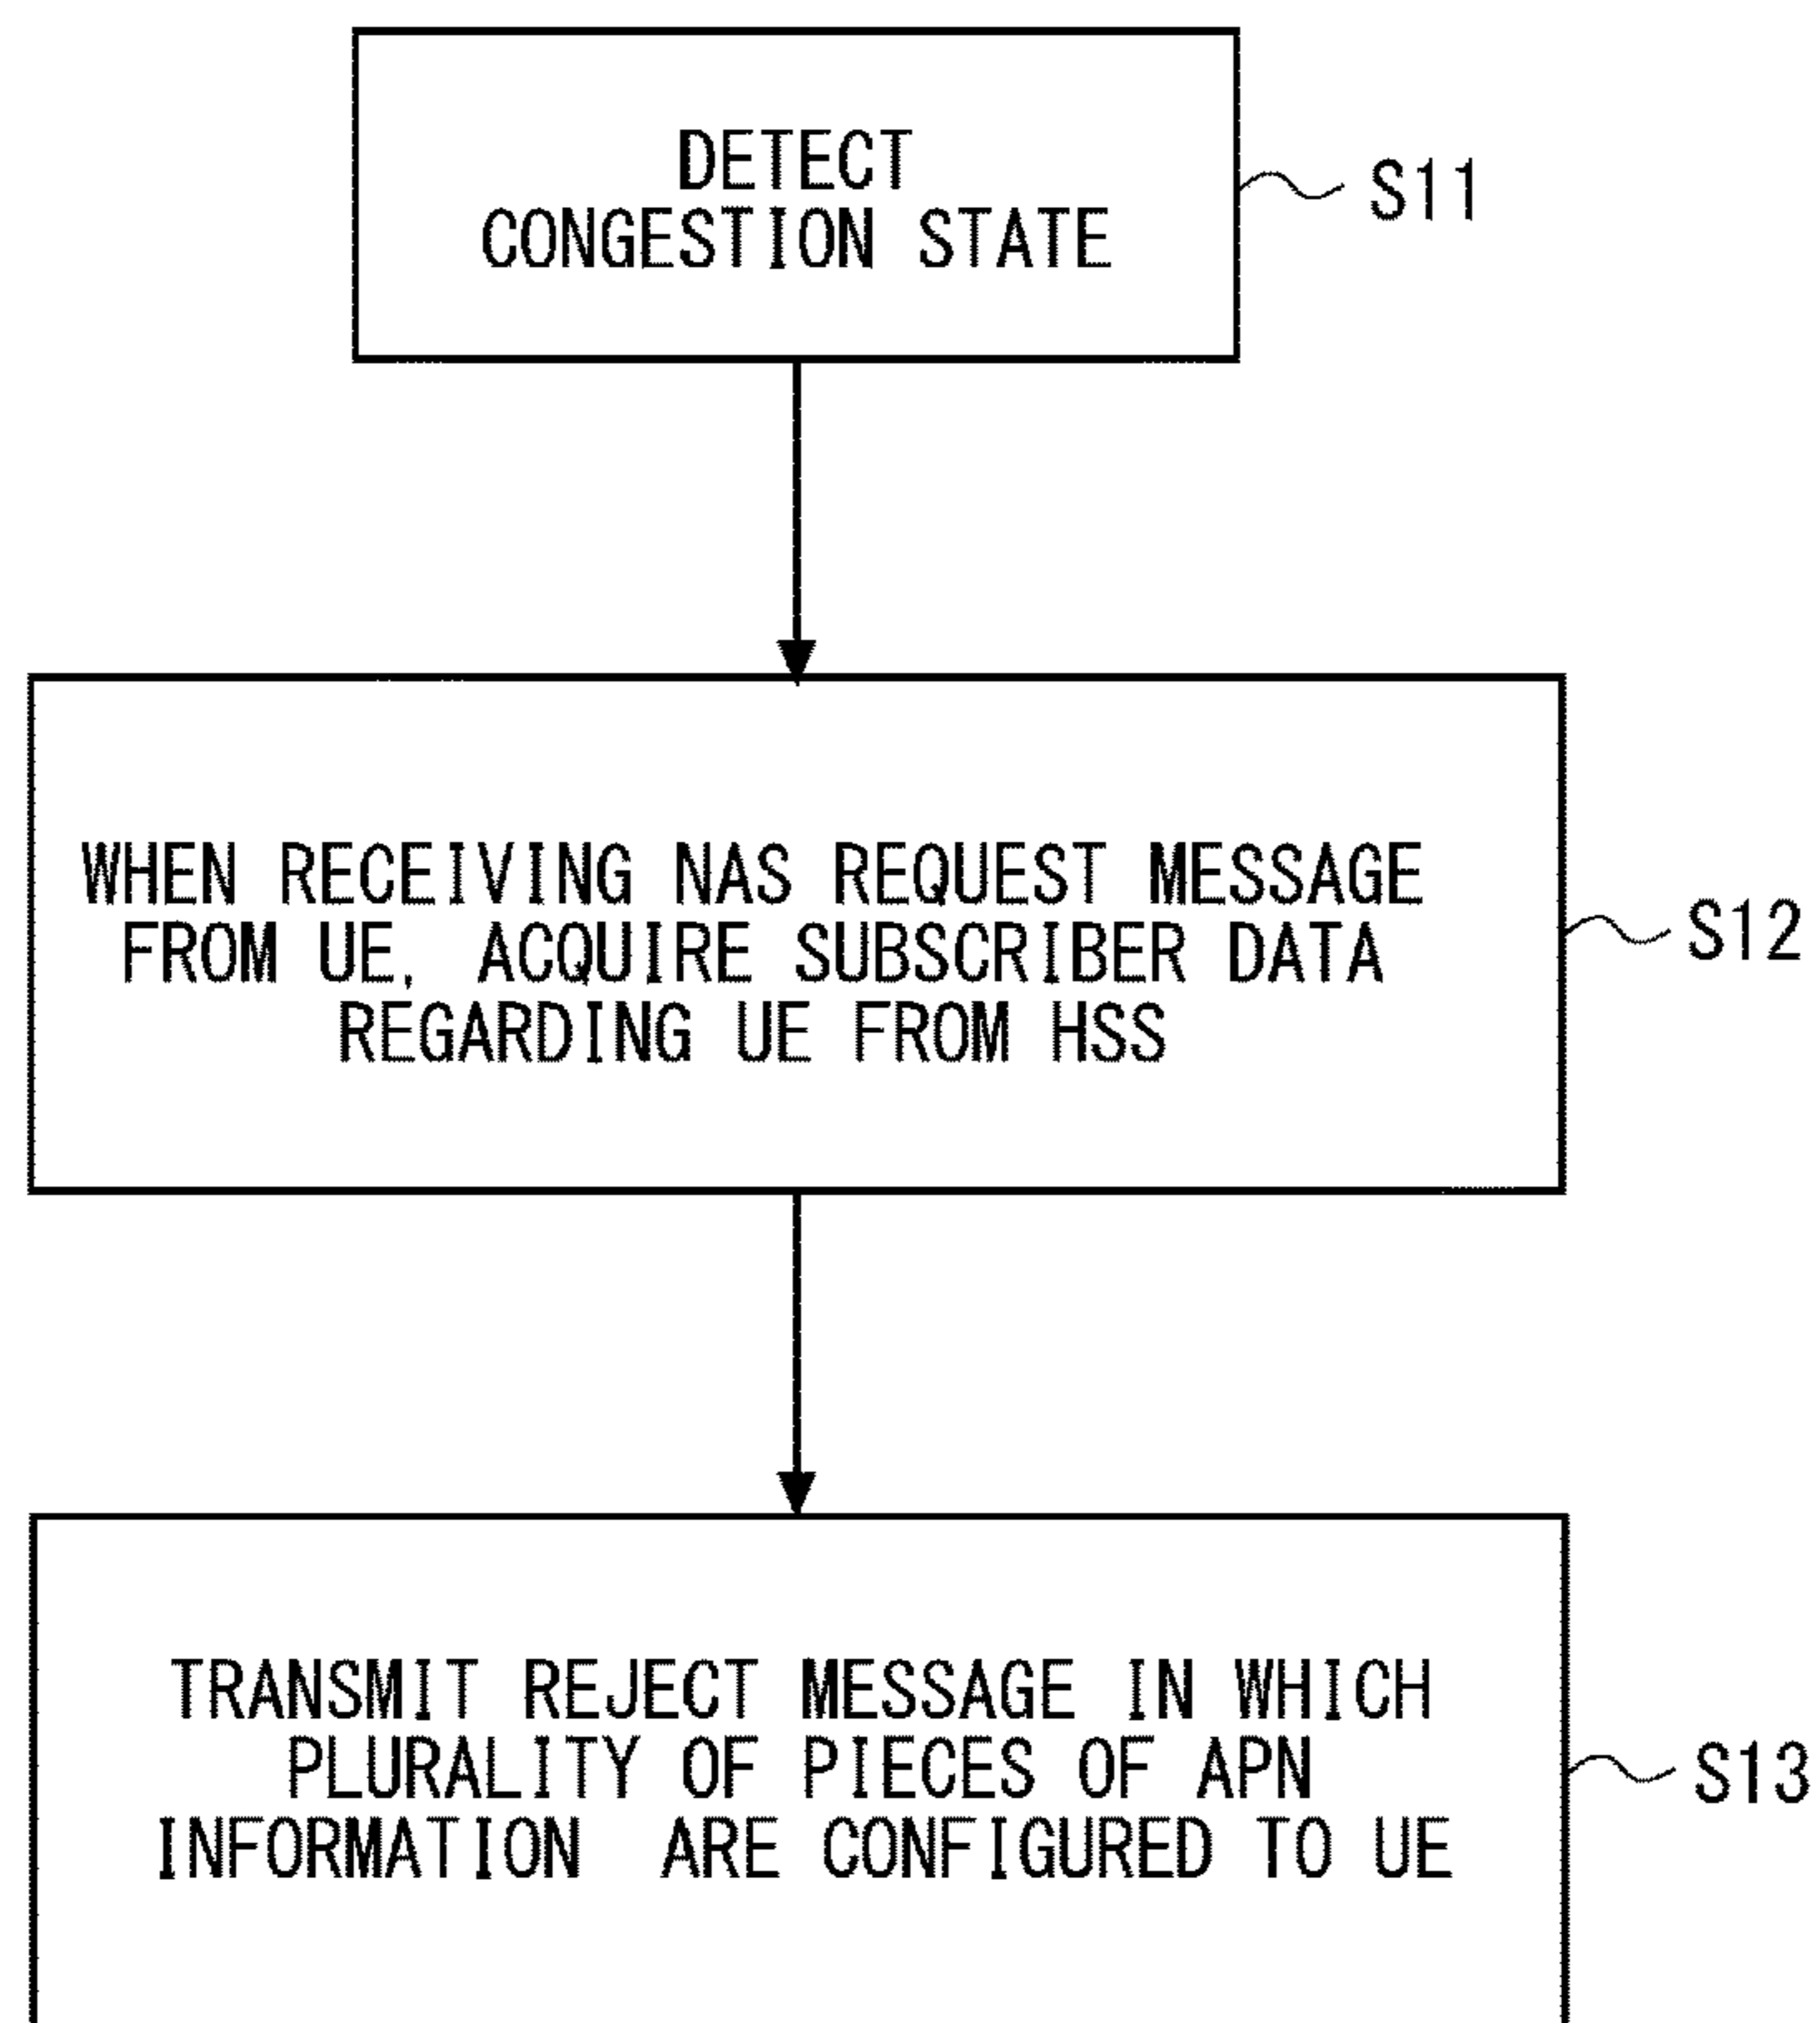 DETECT
CONGESTION STATE
S11
WHEN RECEIVING NAS REQUEST MESSAGE
FROM UE, ACQUIRE SUBSCRIBER DATA
REGARDING UE FROM HSS
S12
TRANSMIT REJECT MESSAGE IN WHICH
PLURALITY OF PIECES OF APN
INFORMATION ARE CONFIGURED TO UE
S13